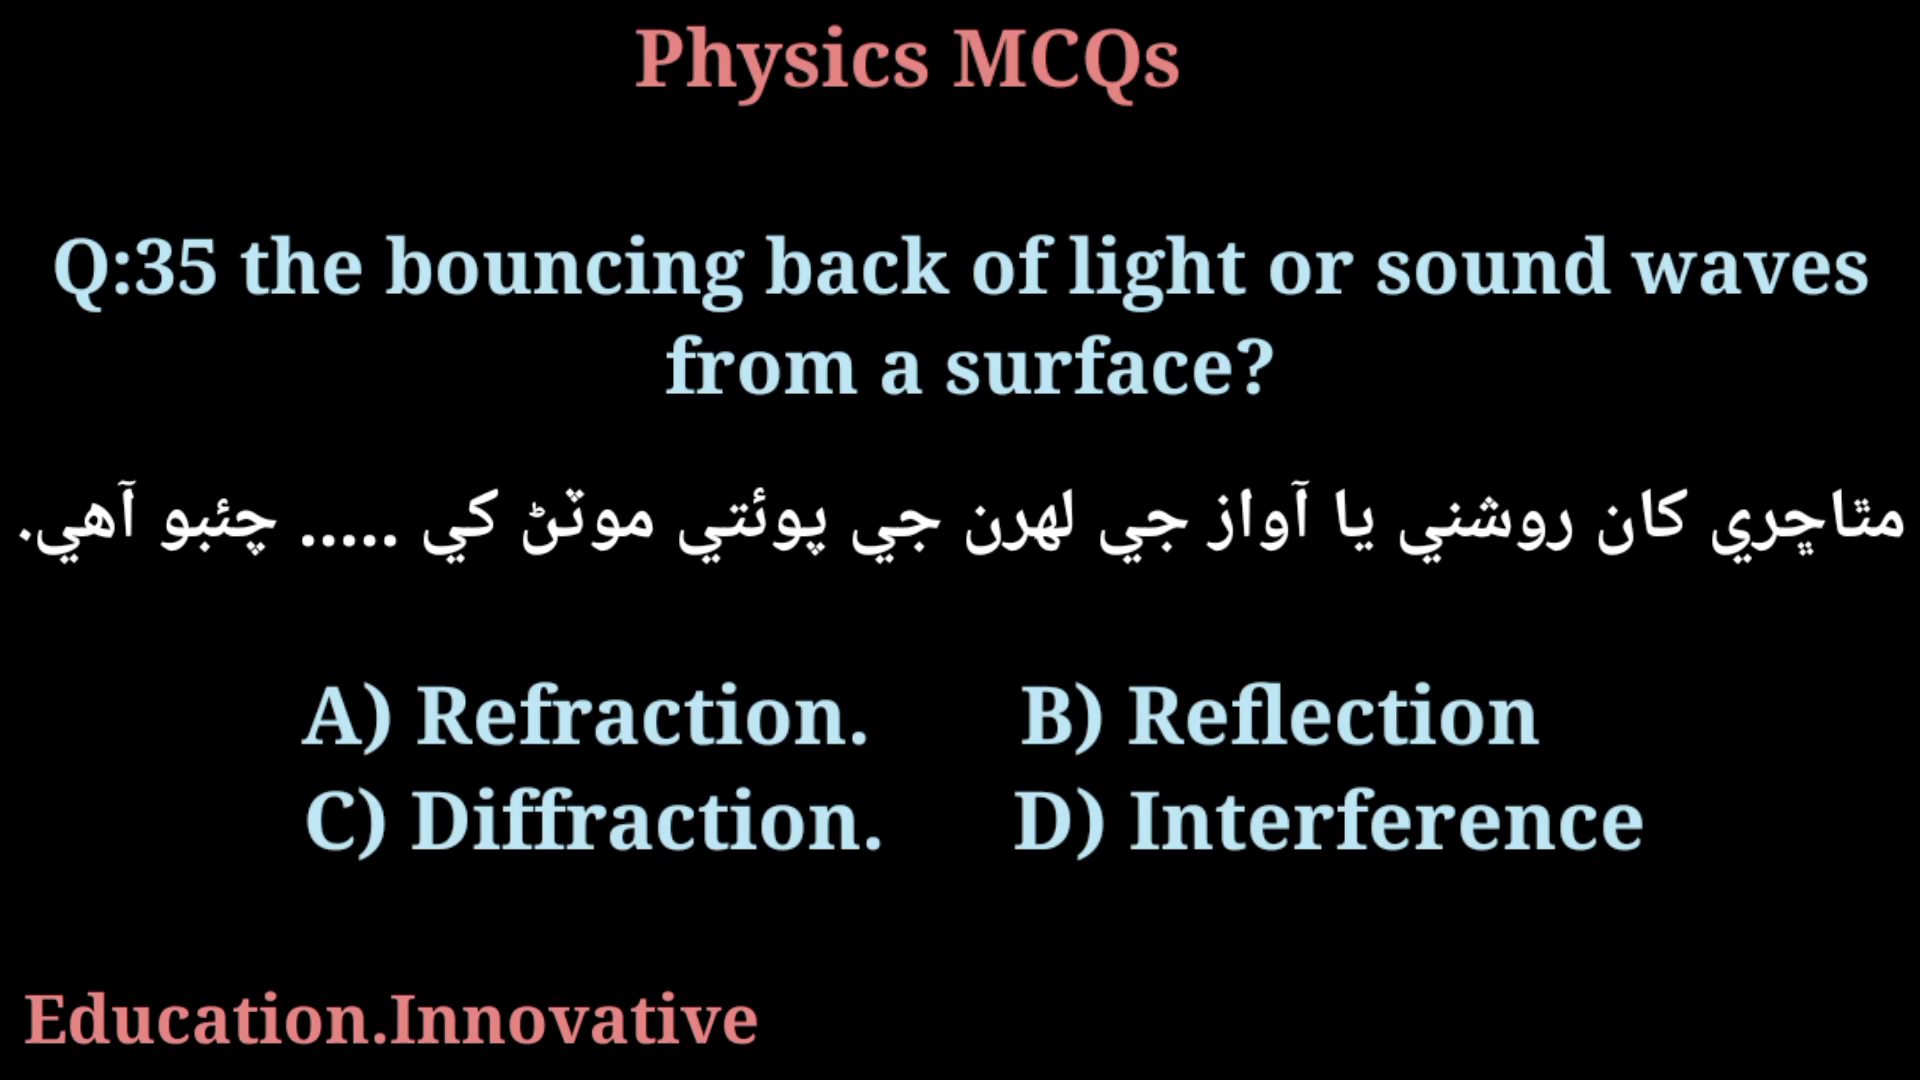 Physics MCQs
Q:35 the bouncing back of light or sound waves
from a surface?
مٿاڇري کان روشني يا آواز جي لهرن جي پوئتي موٽڻ کي ..... چئبو آهي.
A) Refraction. B) Reflection
C) Diffraction. D) Interference
Education.Innovative